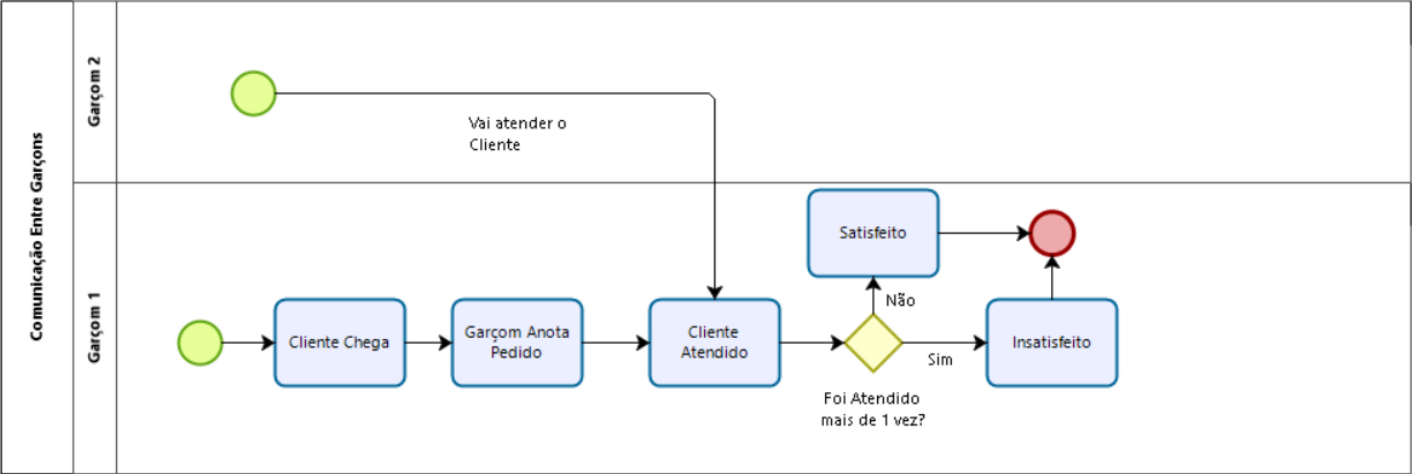 Comunicação Entre Garçons
Garçom 2
Vai atender o
Cliente
Garçom 1
Cliente Chega
Garçom Anota
Pedido
Cliente
Atendido
Foi Atendido
mais de 1 vez?
Não
Satisfeito
Sim
Insatisfeito